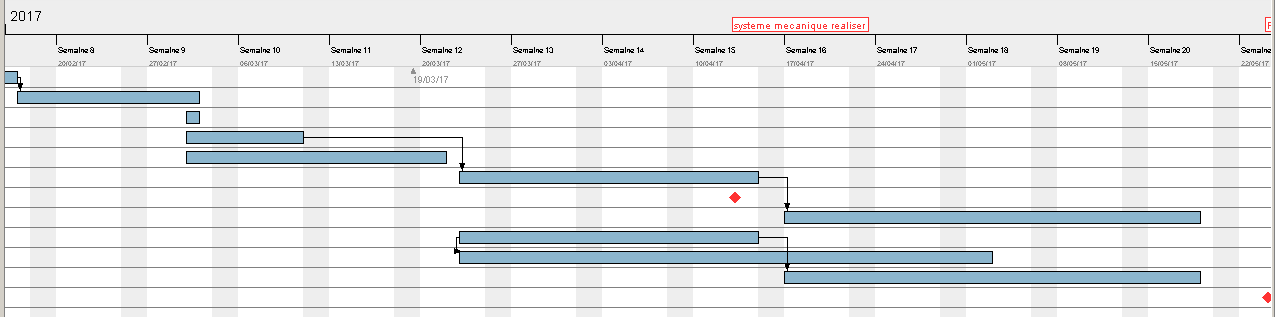 2017
systeme mecanique realiser
Semaine 8 Semaine 9 Semaine 10 Semaine 11 Semaine 12 Semaine 13 Semaine 14 Semaine 15 Semaine 16 Semaine 17 Semaine 18 Semaine 19 Semaine 20 Semaine
20/02/17 27/02/17 06/03/17 13/03/17 20/03/17 27/03/17 03/04/17 10/04/17 17/04/17 24/04/17 01/05/17 08/05/17 15/05/17 22/05/17
19/03/17